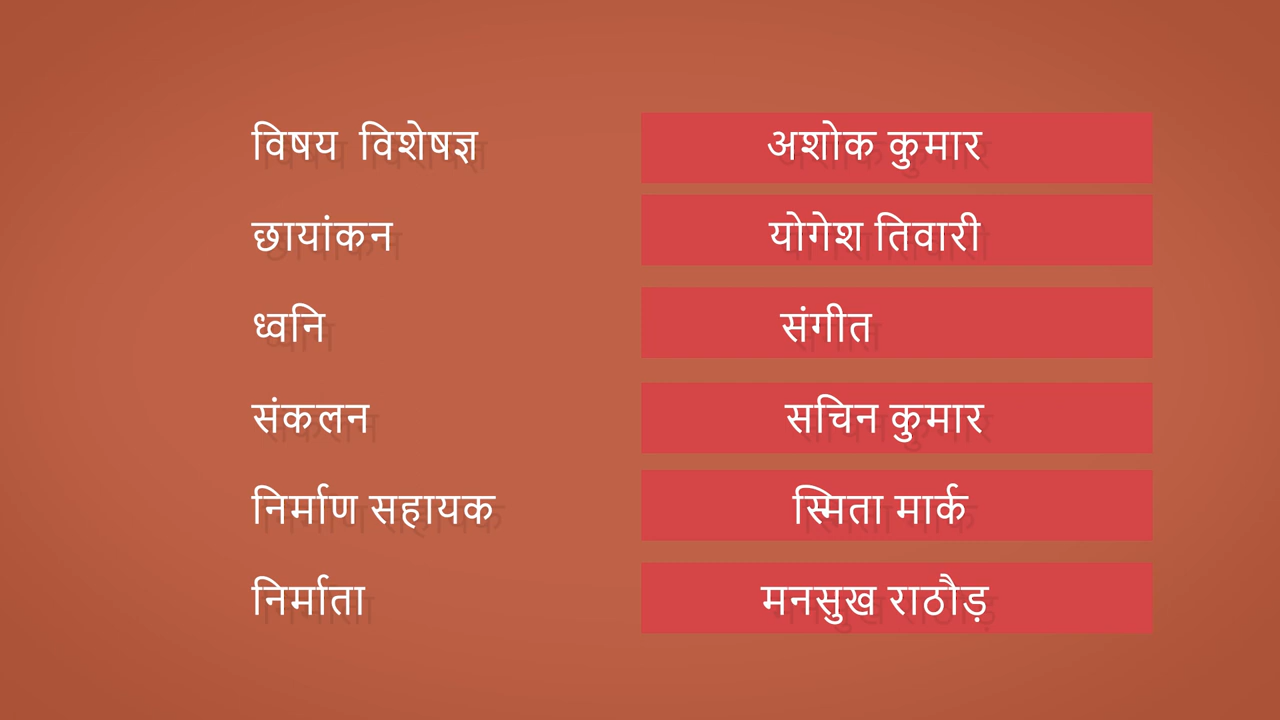 विषय विशेषज्ञ अशोक कुमार
छायांकन योगेश तिवारी
ध्वनि संगीत
संकलन सचिन कुमार
निर्माण सहायक स्मिता मार्क
निर्माता मनसुख राठौड़